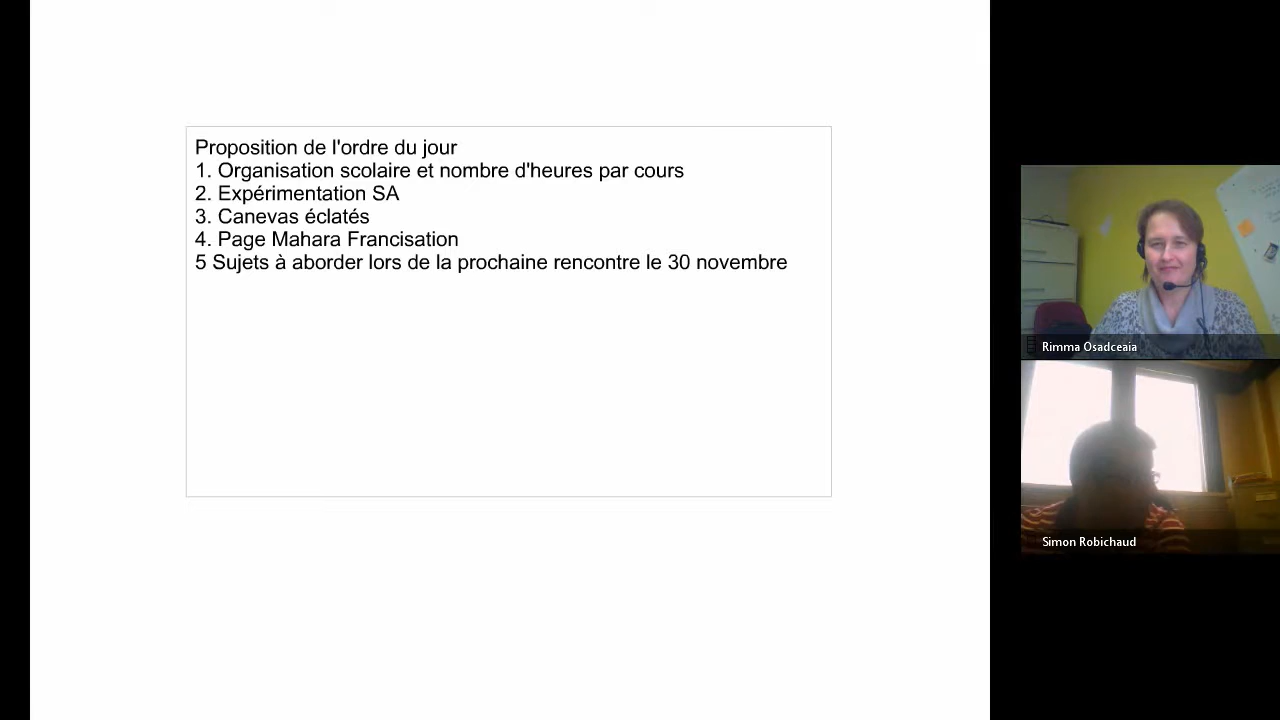 Proposition de l'ordre du jour
1. Organisation scolaire et nombre d'heures par cours
2. Expérimentation SA
3. Canevas éclatés
4. Page Mahara Francisation
5 Sujets à aborder lors de la prochaine rencontre le 30 novembre
Rimma Osadceaia
Simon Robichaud